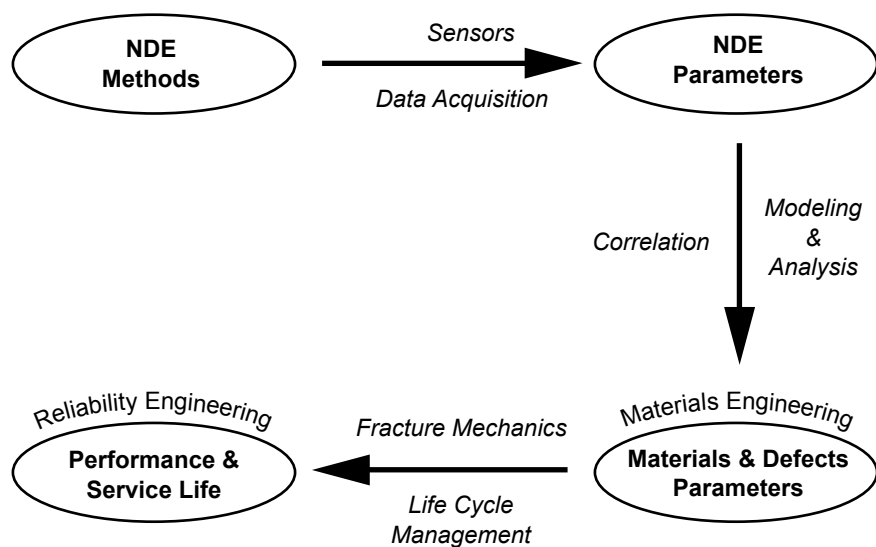 NDE
Methods
Sensors
Data Acquisition
NDE
Parameters
Correlation
Modeling
&
Analysis
Reliability Engineering
Performance &
Service Life
Fracture Mechanics
Life Cycle
Management
Materials Engineering
Materials & Defects
Parameters